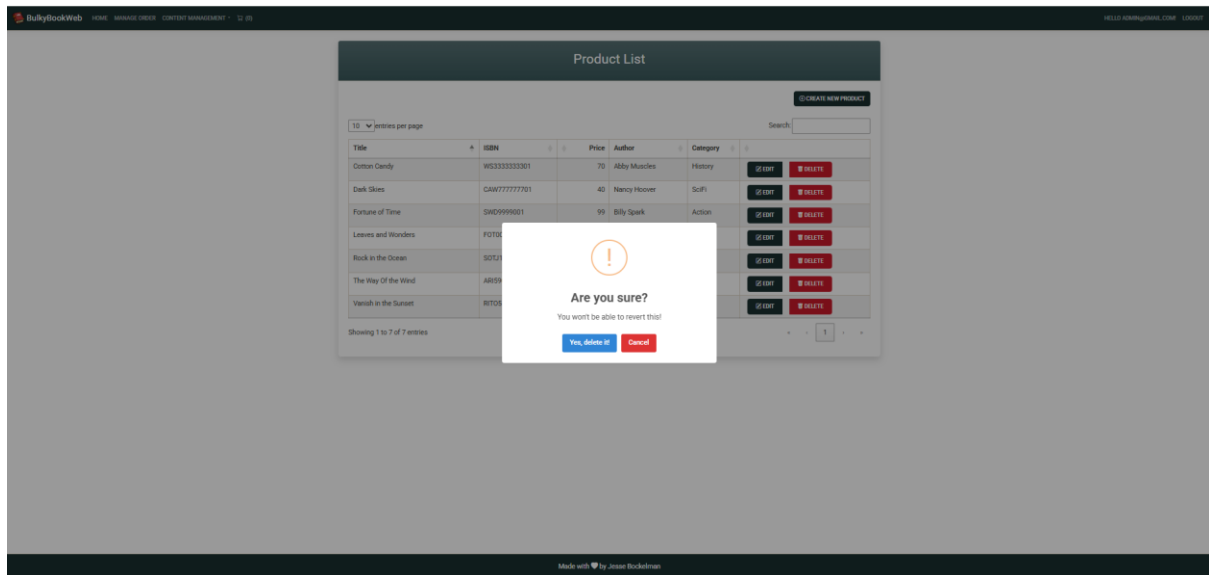 BulkyBookWeb HOME MANAGE ORDER CONTENT MANAGEMENT (0) HELLO ADMIN@GMAIL.COM! LOGOUT
Product List
CREATE NEW PRODUCT
10 entries per page Search:
Title ISBN Price Author Category
Cotton Candy WS3333333301 70 Abby Muscles History EDIT DELETE
Dark Skies CAW777777701 40 Nancy Hoover SciFi EDIT DELETE
Fortune of Time SWD9999001 99 Billy Spark Action EDIT DELETE
Leaves and Wonders EDIT DELETE
Rock in the Ocean EDIT DELETE
The Way Of the Wind EDIT DELETE
Vanish in the Sunset EDIT DELETE
!
Are you sure?
You won't be able to revert this!
Yes, delete it! Cancel
Showing 1 to 7 of 7 entries « ‹ 1 › »
Made with by Jesse Bockelman